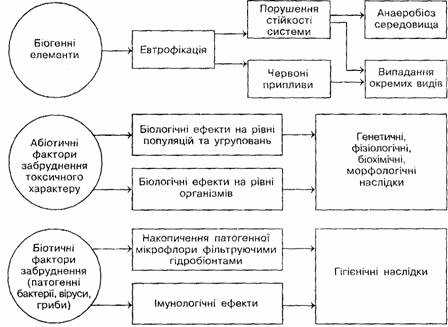 Біогенні
елементи
Евтрофікація
Порушення
стійкості
системи
Червоні
припливи
Анаеробіоз
середовища
Випадання
окремих видів
Абіотичні
фактори
забруднення
токсичного
характеру
Біологічні ефекти на рівні
популяцій та угруповань
Біологічні ефекти на рівні
організмів
Генетичні,
фізіологічні,
біохімічні,
морфологічні
наслідки
Біотичні
фактори
забруднення
(патогенні
бактерії, віруси,
гриби)
Накопичення патогенної
мікрофлори фільтруючими
гідробіонтами
Імунологічні ефекти
Гігієнічні наслідки